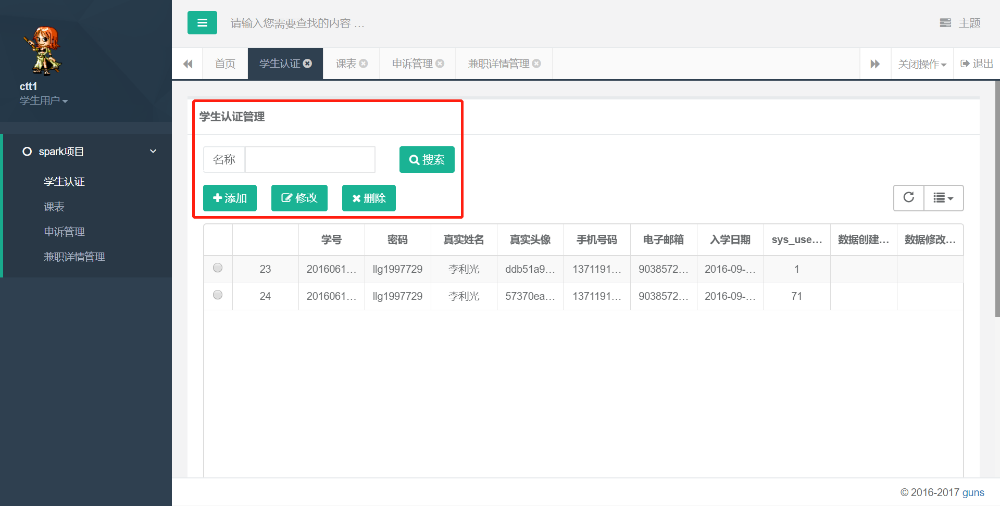 请输入您需要查找的内容 …
主题
首页 学生认证 课表 申诉管理 兼职详情管理 关闭操作 退出
ctt1
学生用户
spark项目
学生认证
课表
申诉管理
兼职详情管理
学生认证管理
名称 搜索
添加 修改 删除
学号 密码 真实姓名 真实头像 手机号码 电子邮箱 入学日期 sys_use... 数据创建... 数据修改...
23 2016061... llg1997729 李利光 ddb51a9... 1371191... 9038572... 2016-09-... 1
24 2016061... llg1997729 李利光 57370ea... 1371191... 9038572... 2016-09-... 71
© 2016-2017 guns